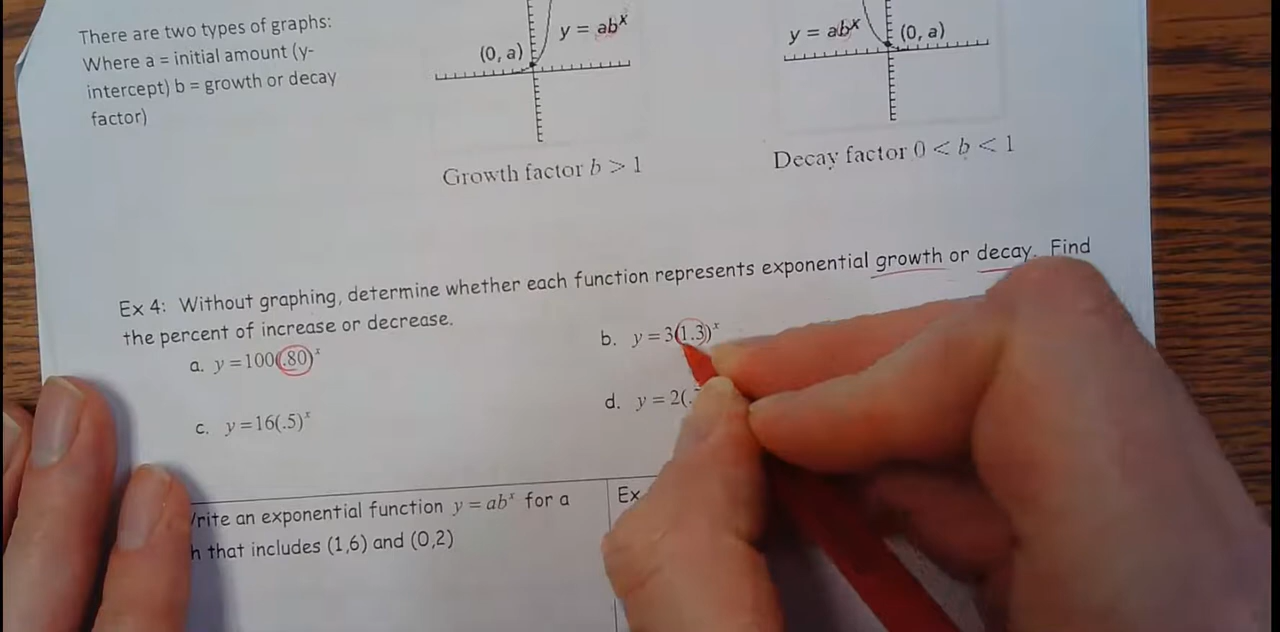 There are two types of graphs:
Where a = initial amount (y-
intercept) b = growth or decay
factor)
y = abˣ
(0, a)
Growth factor b > 1
y = abˣ
(0, a)
Decay factor 0 < b < 1
Ex 4: Without graphing, determine whether each function represents exponential growth or decay. Find
the percent of increase or decrease.
a. y = 100(.80)ˣ
b. y = 3(1.3)ˣ
c. y = 16(.5)ˣ
d. y = 2(.
rite an exponential function y = abˣ for a
h that includes (1,6) and (0,2)
Ex